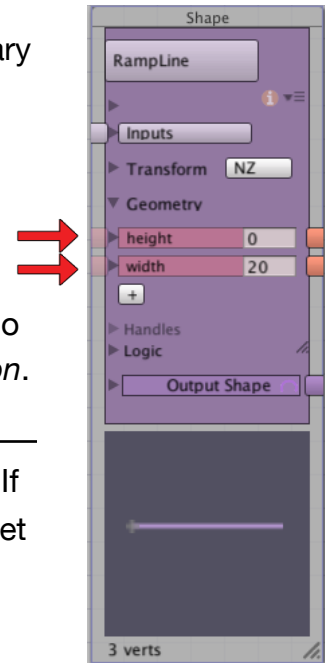 ary
o
on.
If
et
Shape
RampLine
i
Inputs
Transform NZ
Geometry
height 0
width 20
+
Handles
Logic
Output Shape
3 verts